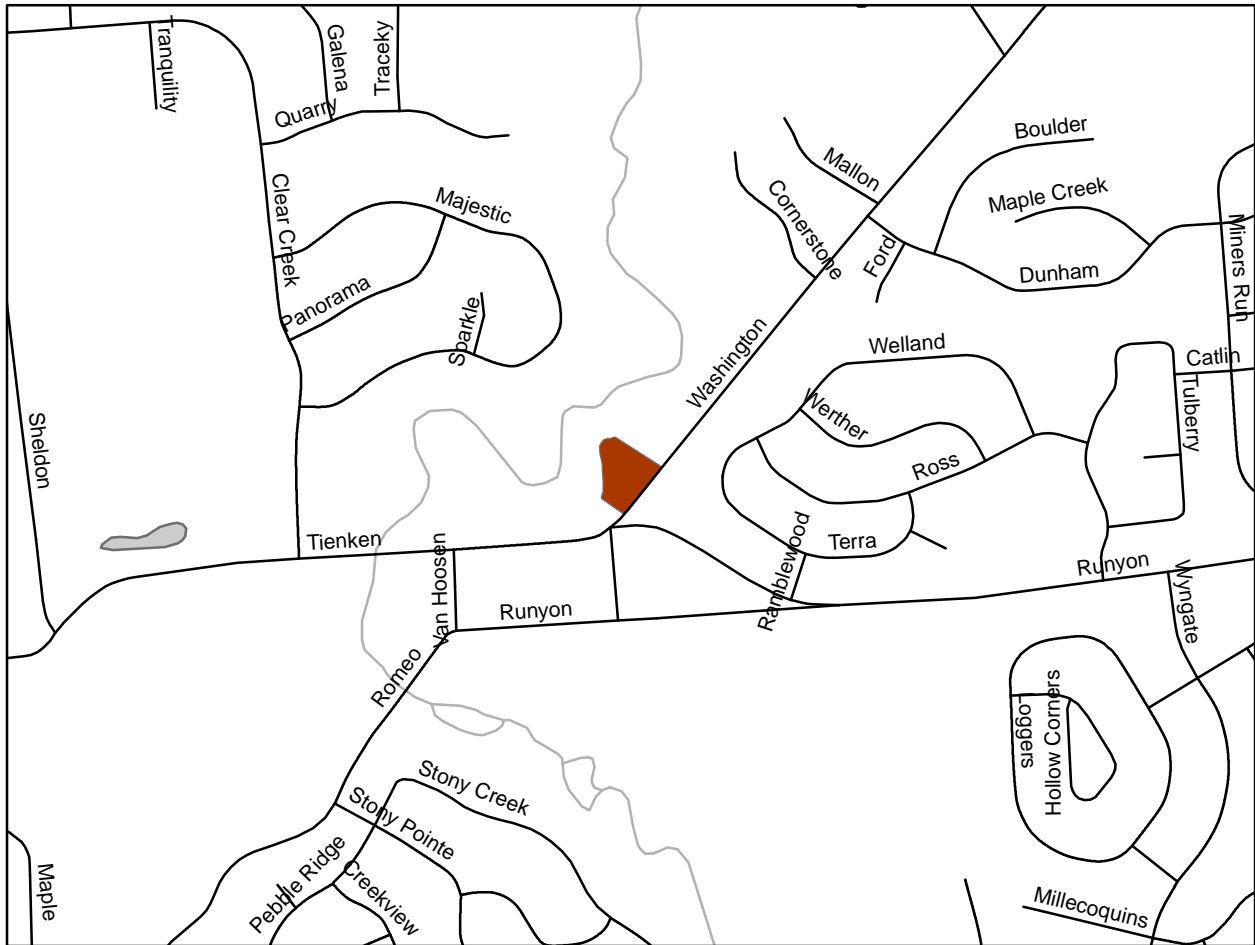 Tranquility
Galena
Traceky
Quarry
Boulder
Mallon
Maple Creek
Cornerstone
Clear Creek
Majestic
Ford
Miners Run
Dunham
Panorama
Sparkle
Washington
Welland
Catlin
Tulberry
Werther
Sheldon
Ross
Tienken
Ramblewood
Terra
Runyon
Van Hoosen
Runyon
Wyngate
Romeo
Loggers
Hollow Corners
Stony Creek
Stony Pointe
Pebble Ridge
Creekview
Maple
Millecoquins